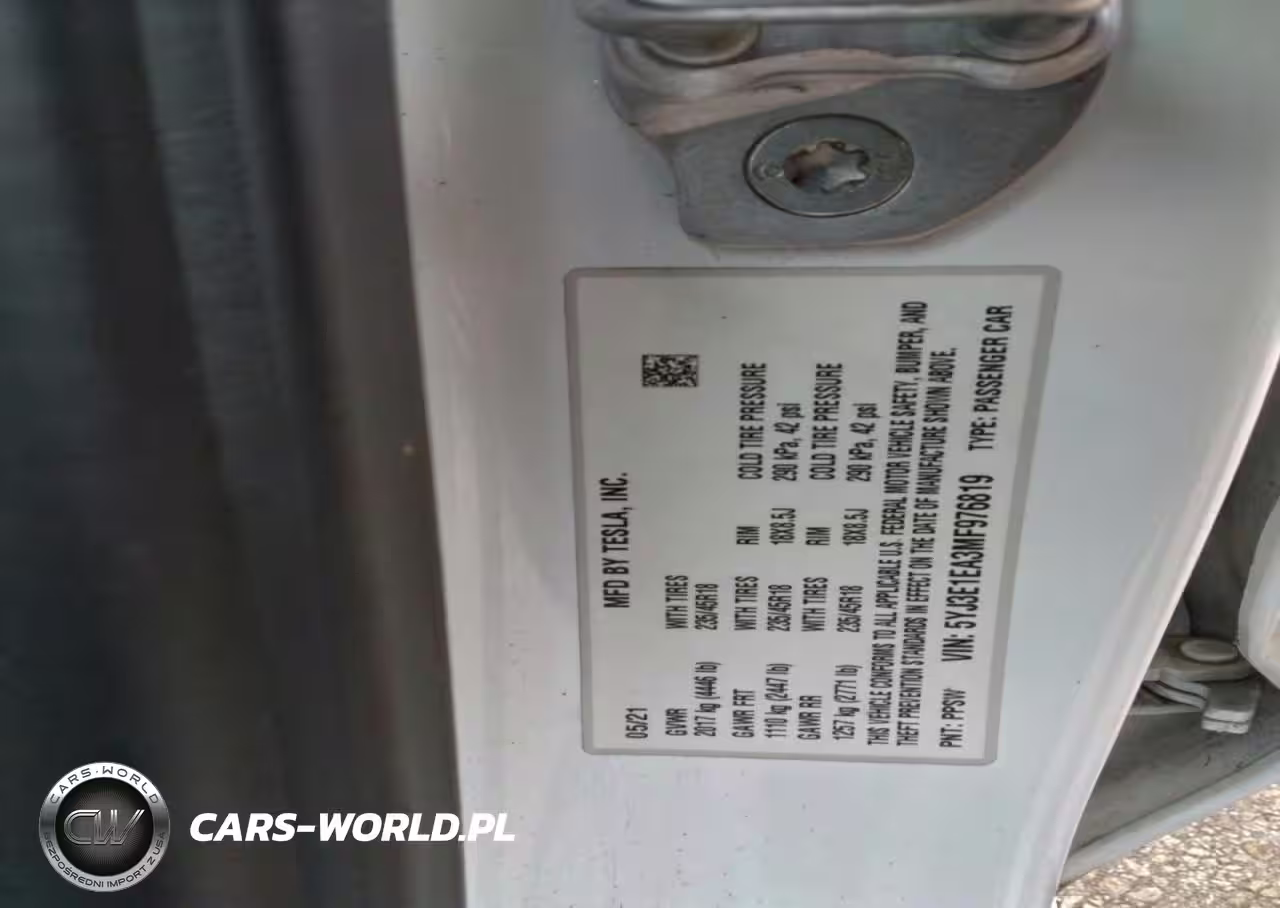 MFD BY TESLA, INC.
05/21
GVWR WITH TIRES
2017 kg (4446 lb) 235/45R18
GAWR FRT WITH TIRES RIM COLD TIRE PRESSURE
1110 kg (2447 lb) 235/45R18 18X8.5J 290 kPa, 42 psi
GAWR RR WITH TIRES RIM COLD TIRE PRESSURE
1257 kg (2771 lb) 235/45R18 18X8.5J 290 kPa, 42 psi
THIS VEHICLE CONFORMS TO ALL APPLICABLE U.S. FEDERAL MOTOR VEHICLE SAFETY, BUMPER, AND
THEFT PREVENTION STANDARDS IN EFFECT ON THE DATE OF MANUFACTURE SHOWN ABOVE.
PNT: PPSW VIN: 5YJ3E1EA3MF976819 TYPE: PASSENGER CAR
CARS-WORLD
CW
BEZPOŚREDNI IMPORT Z USA
CARS-WORLD.PL